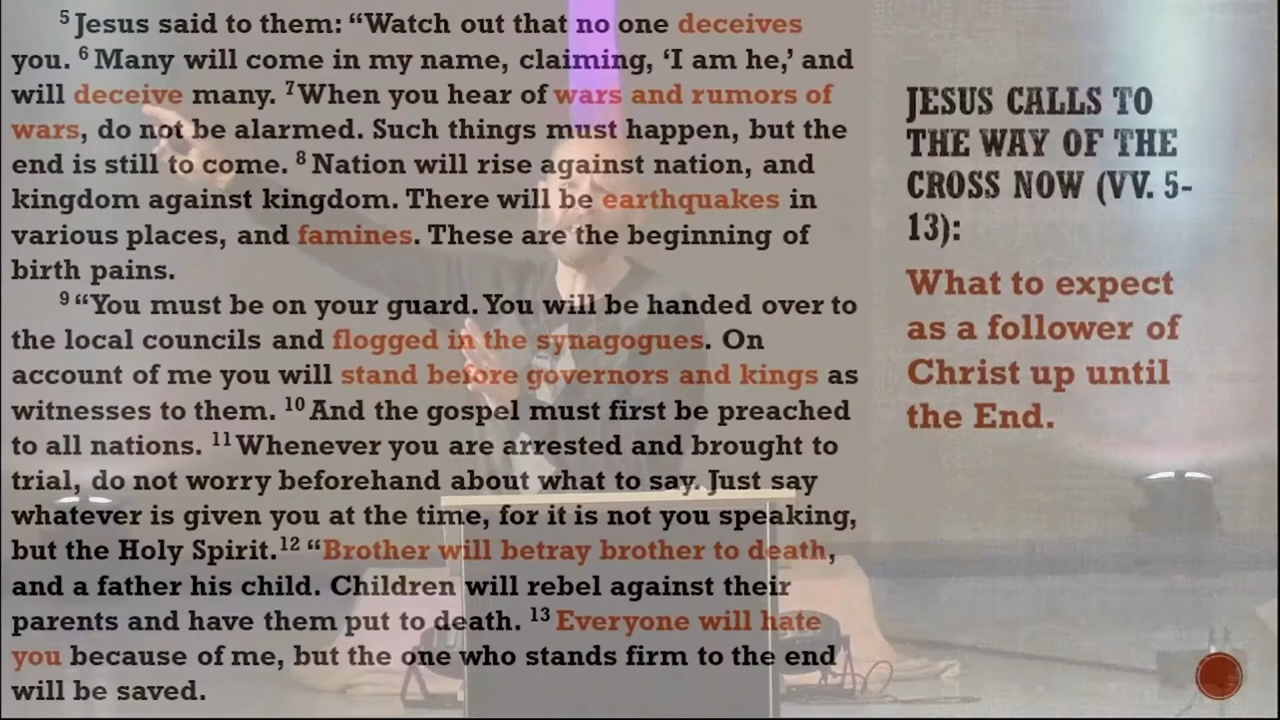 5 Jesus said to them: “Watch out that no one deceives
you. 6 Many will come in my name, claiming, ‘I am he,’ and
will deceive many. 7 When you hear of wars and rumors of
wars, do not be alarmed. Such things must happen, but the
end is still to come. 8 Nation will rise against nation, and
kingdom against kingdom. There will be earthquakes in
various places, and famines. These are the beginning of
birth pains.
9 “You must be on your guard. You will be handed over to
the local councils and flogged in the synagogues. On
account of me you will stand before governors and kings as
witnesses to them. 10 And the gospel must first be preached
to all nations. 11 Whenever you are arrested and brought to
trial, do not worry beforehand about what to say. Just say
whatever is given you at the time, for it is not you speaking,
but the Holy Spirit. 12 “Brother will betray brother to death,
and a father his child. Children will rebel against their
parents and have them put to death. 13 Everyone will hate
you because of me, but the one who stands firm to the end
will be saved.
JESUS CALLS TO
THE WAY OF THE
CROSS NOW (VV. 5-
13):
What to expect
as a follower of
Christ up until
the End.